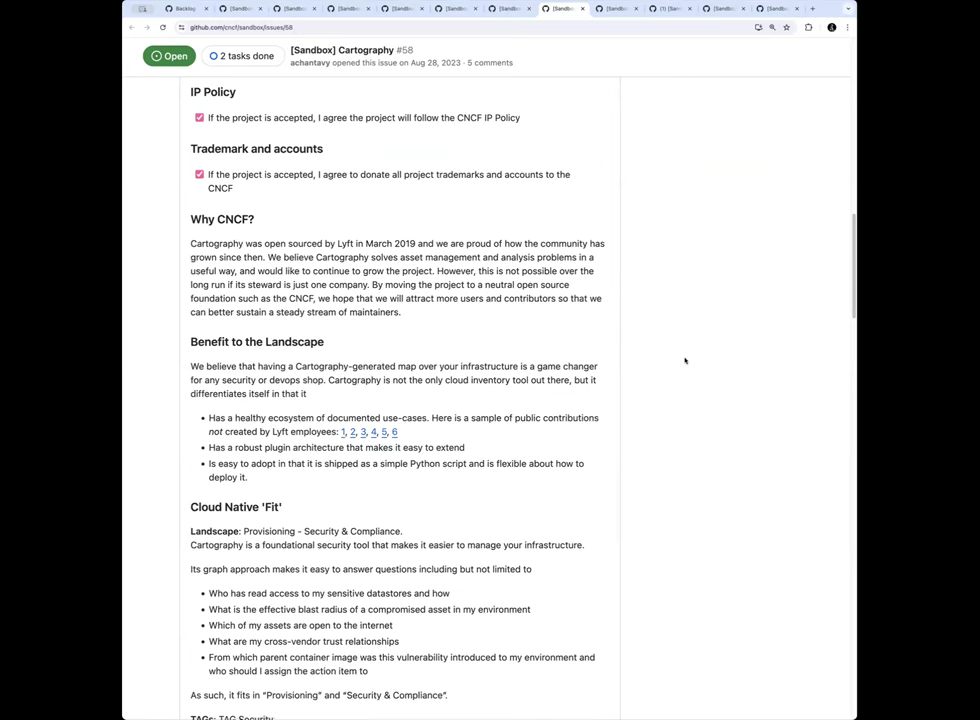 Backlog
[Sandbox]
[Sandbox]
[Sandbox]
[Sandbox]
[Sandbox]
[Sandbox]
[Sandbox]
[Sandbox]
(1) [San
[Sandbox]
[Sandbox]
github.com/cncf/sandbox/issues/58
Open
2 tasks done
[Sandbox] Cartography #58
achantavy opened this issue on Aug 28, 2023 · 5 comments
IP Policy
If the project is accepted, I agree the project will follow the CNCF IP Policy
Trademark and accounts
If the project is accepted, I agree to donate all project trademarks and accounts to the
CNCF
Why CNCF?
Cartography was open sourced by Lyft in March 2019 and we are proud of how the community has
grown since then. We believe Cartography solves asset management and analysis problems in a
useful way, and would like to continue to grow the project. However, this is not possible over the
long run if its steward is just one company. By moving the project to a neutral open source
foundation such as the CNCF, we hope that we will attract more users and contributors so that we
can better sustain a steady stream of maintainers.
Benefit to the Landscape
We believe that having a Cartography-generated map over your infrastructure is a game changer
for any security or devops shop. Cartography is not the only cloud inventory tool out there, but it
differentiates itself in that it
• Has a healthy ecosystem of documented use-cases. Here is a sample of public contributions
not created by Lyft employees: 1, 2, 3, 4, 5, 6
• Has a robust plugin architecture that makes it easy to extend
• Is easy to adopt in that it is shipped as a simple Python script and is flexible about how to
deploy it.
Cloud Native 'Fit'
Landscape: Provisioning - Security & Compliance.
Cartography is a foundational security tool that makes it easier to manage your infrastructure.
Its graph approach makes it easy to answer questions including but not limited to
• Who has read access to my sensitive datastores and how
• What is the effective blast radius of a compromised asset in my environment
• Which of my assets are open to the internet
• What are my cross-vendor trust relationships
• From which parent container image was this vulnerability introduced to my environment and
who should I assign the action item to
As such, it fits in “Provisioning” and “Security & Compliance”.
TAGs: TAG Security